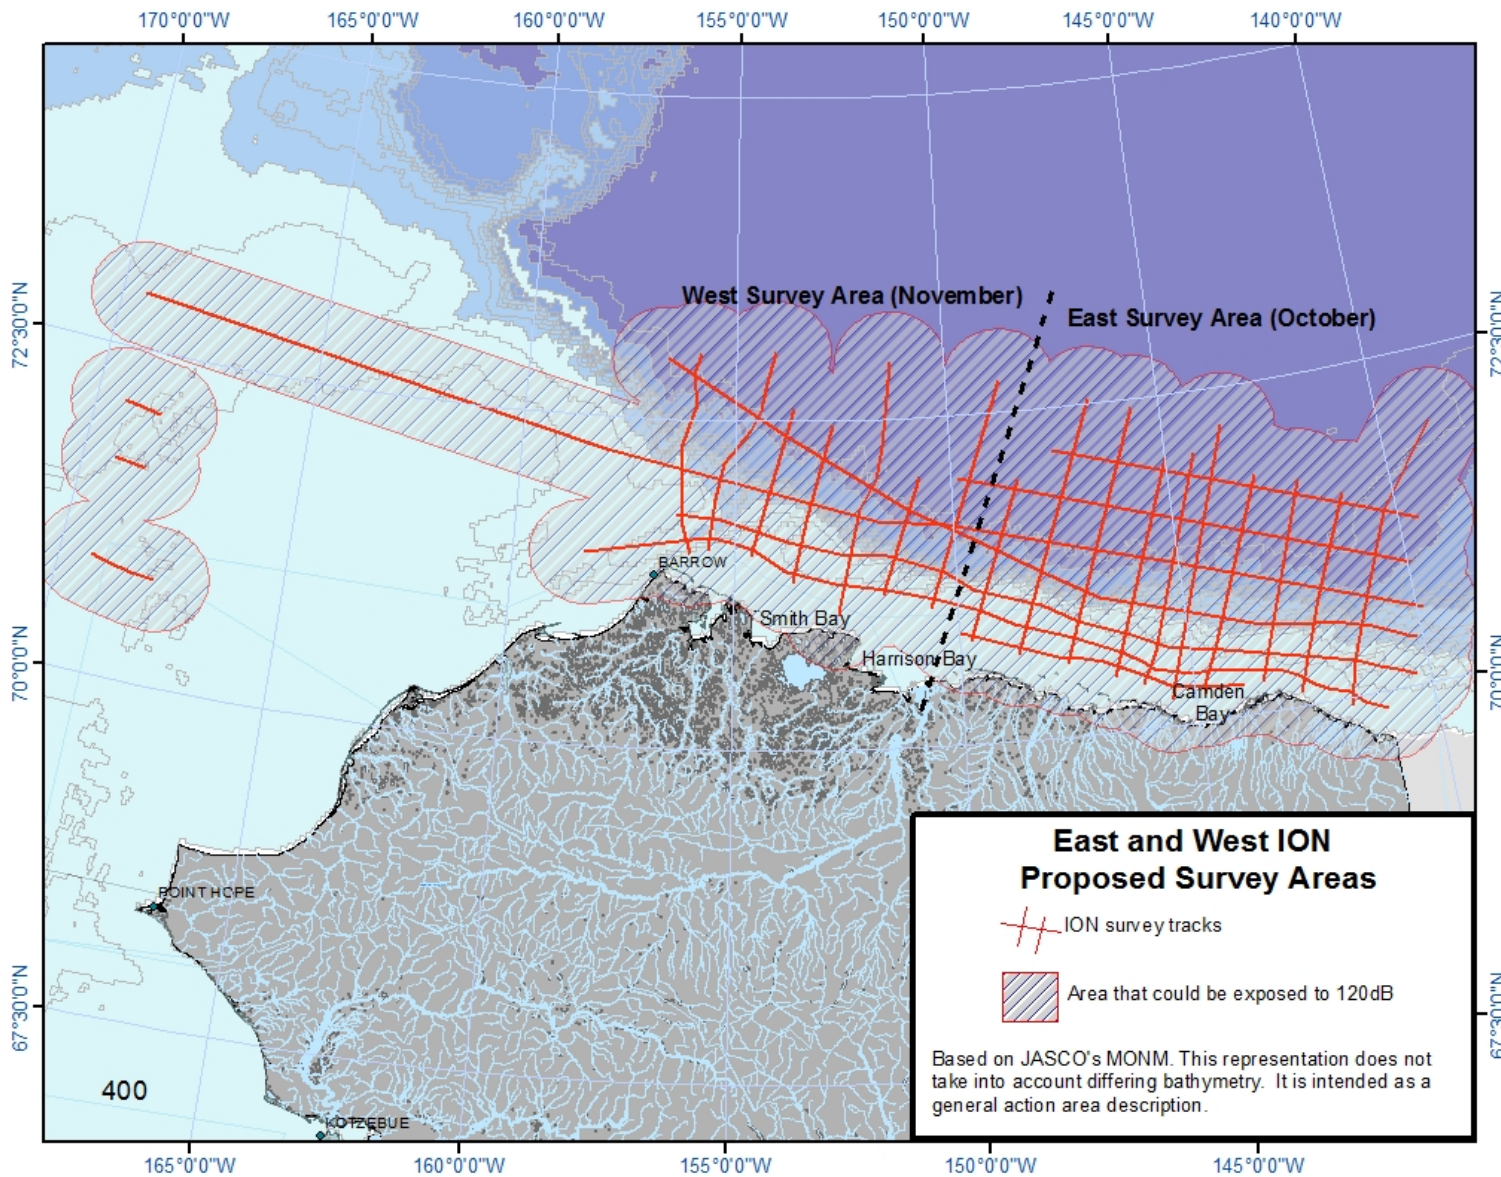 170°0'0"W 165°0'0"W 160°0'0"W 155°0'0"W 150°0'0"W 145°0'0"W 140°0'0"W
West Survey Area (November)
East Survey Area (October)
72°30'0"N
72°30'0"N
BARROW
Smith Bay
Harrison Bay
70°0'0"N
70°0'0"N
Camden
Bay
POINT HOPE
East and West ION
Proposed Survey Areas
ION survey tracks
Area that could be exposed to 120dB
67°30'0"N
67°30'0"N
Based on JASCO's MONM. This representation does not
take into account differing bathymetry. It is intended as a
general action area description.
400
KOTZEBUE
165°0'0"W 160°0'0"W 155°0'0"W 150°0'0"W 145°0'0"W